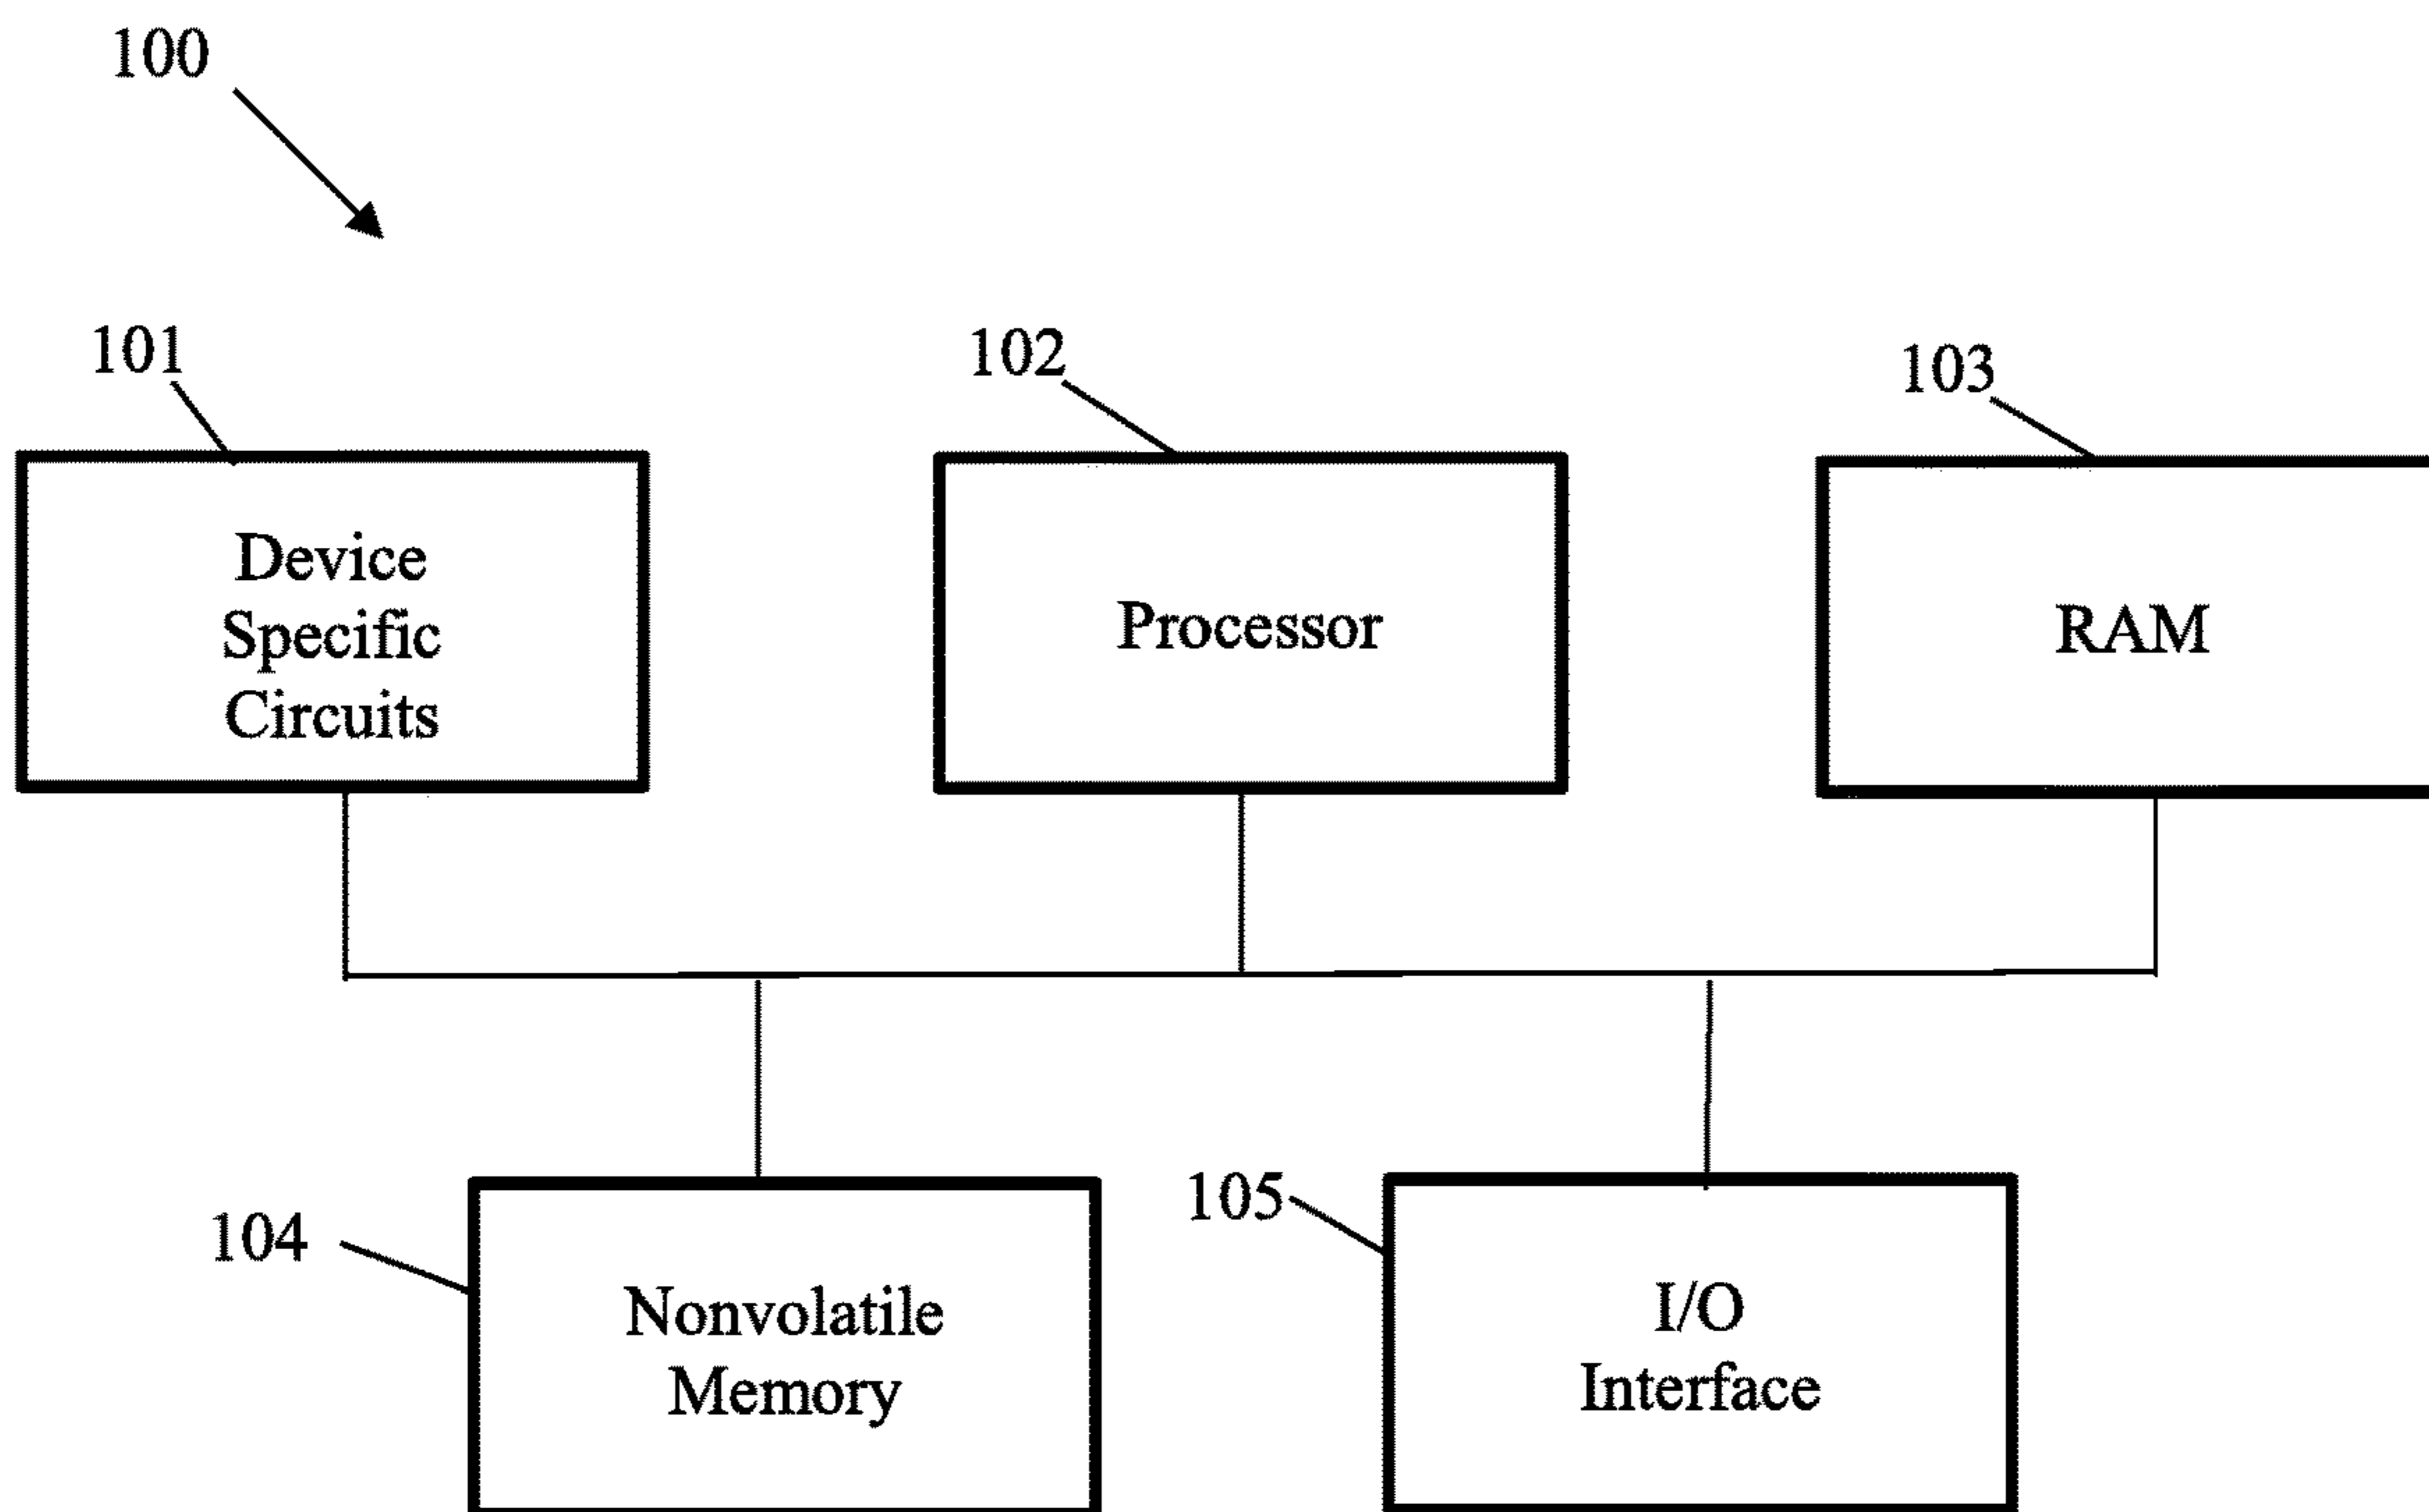 100
101
102
103
Device
Specific
Circuits
Processor
RAM
104
105
Nonvolatile
Memory
I/O
Interface